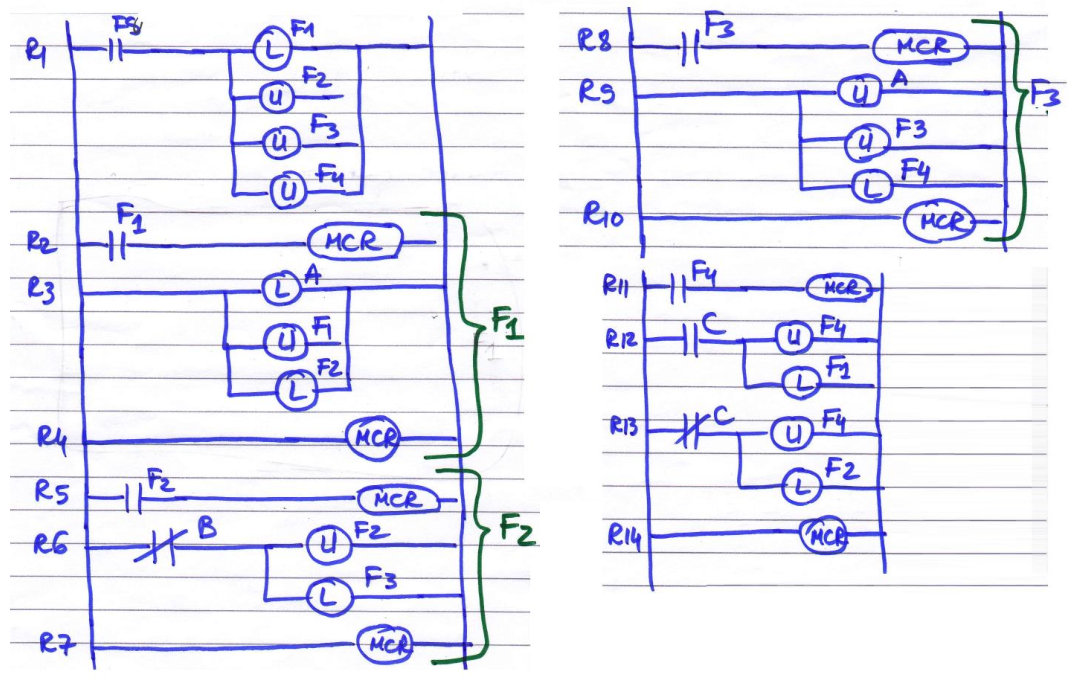 R1 FS L F1
U F2
U F3
U F4
R2 F1 MCR
R3 L A
U F1
L F2
F1
R4 MCR
R5 F2 MCR
R6 B U F2
L F3
F2
R7 MCR
R8 F3 MCR
R9 U A
F3
U F3
L F4
R10 MCR
R11 F4 MCR
R12 C U F4
L F1
R13 C U F4
L F2
R14 MCR